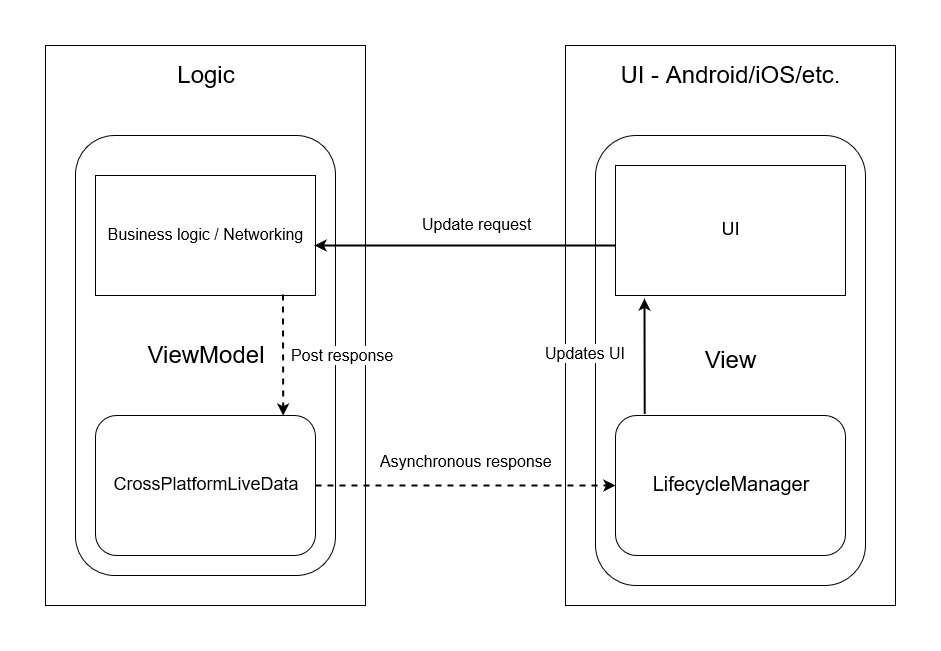 Logic
UI - Android/iOS/etc.
Business logic / Networking
Update request
UI
ViewModel
Post response
Updates UI
View
CrossPlatformLiveData
Asynchronous response
LifecycleManager